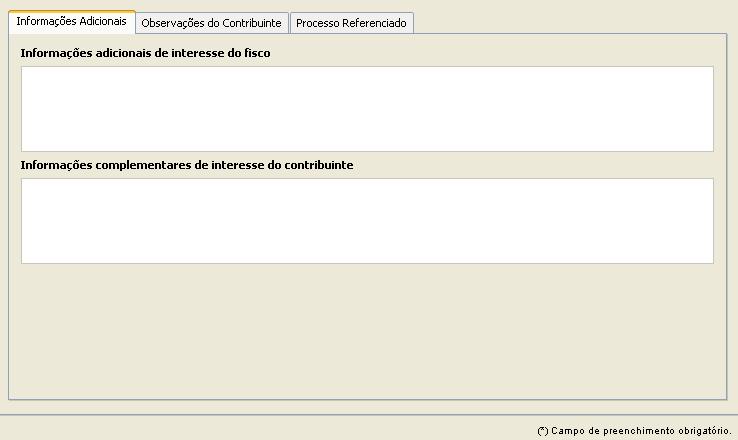 Informações Adicionais Observações do Contribuinte Processo Referenciado
Informações adicionais de interesse do fisco
Informações complementares de interesse do contribuinte
(*) Campo de preenchimento obrigatório.